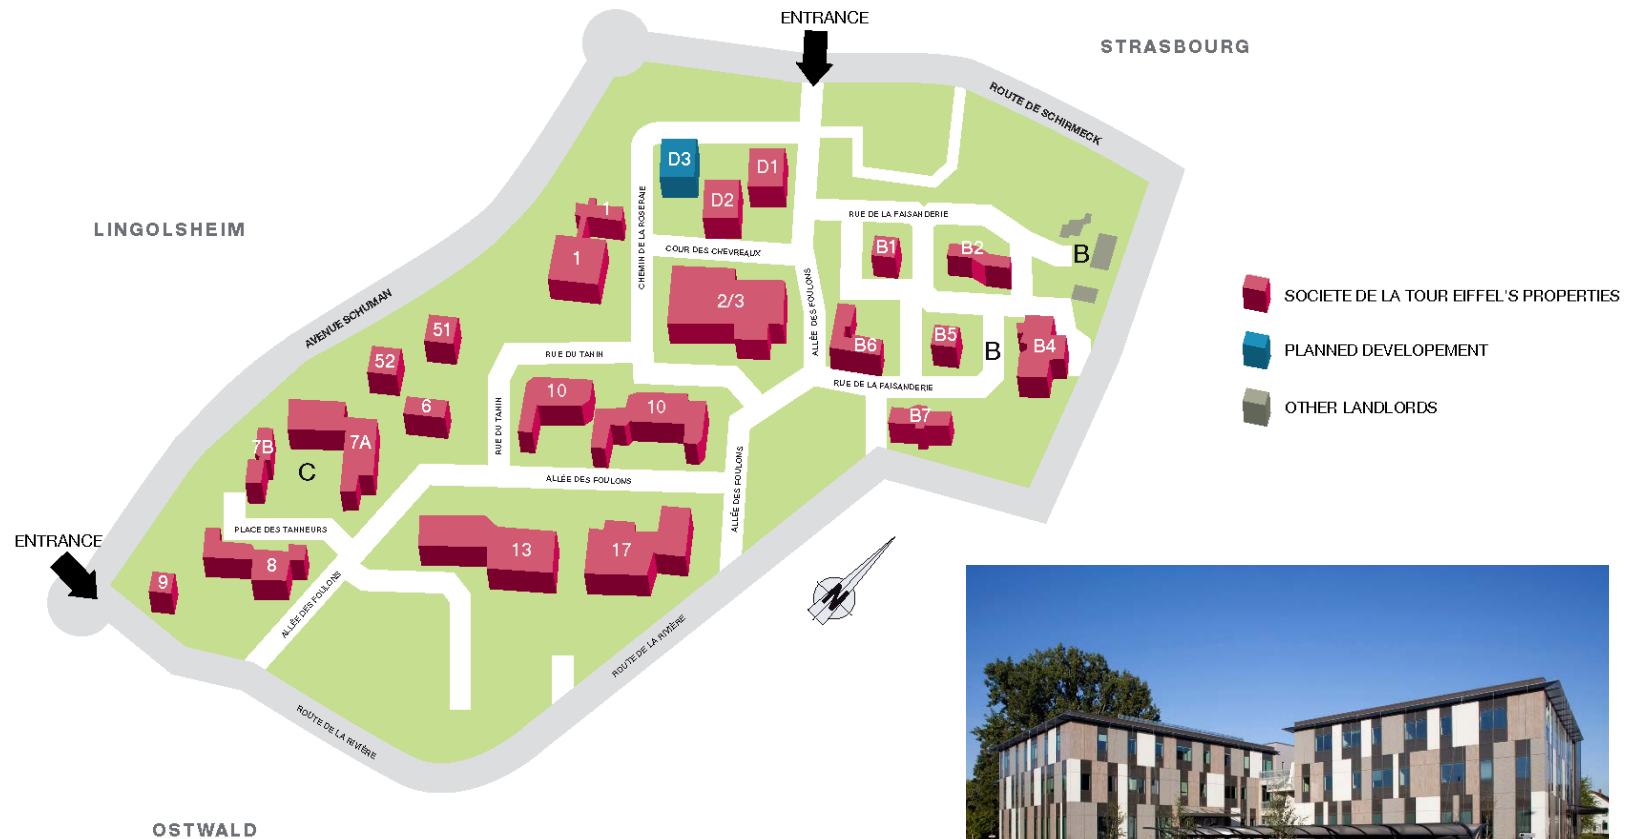 ENTRANCE
STRASBOURG
ROUTE DE SCHIRMECK
D3
D1
D2
1
RUE DE LA FAISANDERIE
CHEMIN DE LA ROSERAIE
LINGOLSHEIM
COUR DES CHEVREAUX
B1
B2
B
1
2/3
ALLÉE DES FOULONS
SOCIETE DE LA TOUR EIFFEL'S PROPERTIES
AVENUE SCHUMAN
51
52
RUE DU TANIN
B6
B5
B
B4
PLANNED DEVELOPEMENT
RUE DE LA FAISANDERIE
10
10
6
B7
OTHER LANDLORDS
RUE DU TANIN
7B
7A
C
ALLÉE DES FOULONS
ALLÉE DES FOULONS
PLACE DES TANNEURS
ENTRANCE
13
17
8
9
ALLÉE DES FOULONS
N
ROUTE DE LA RIVIÈRE
ROUTE DE LA RIVIÈRE
OSTWALD